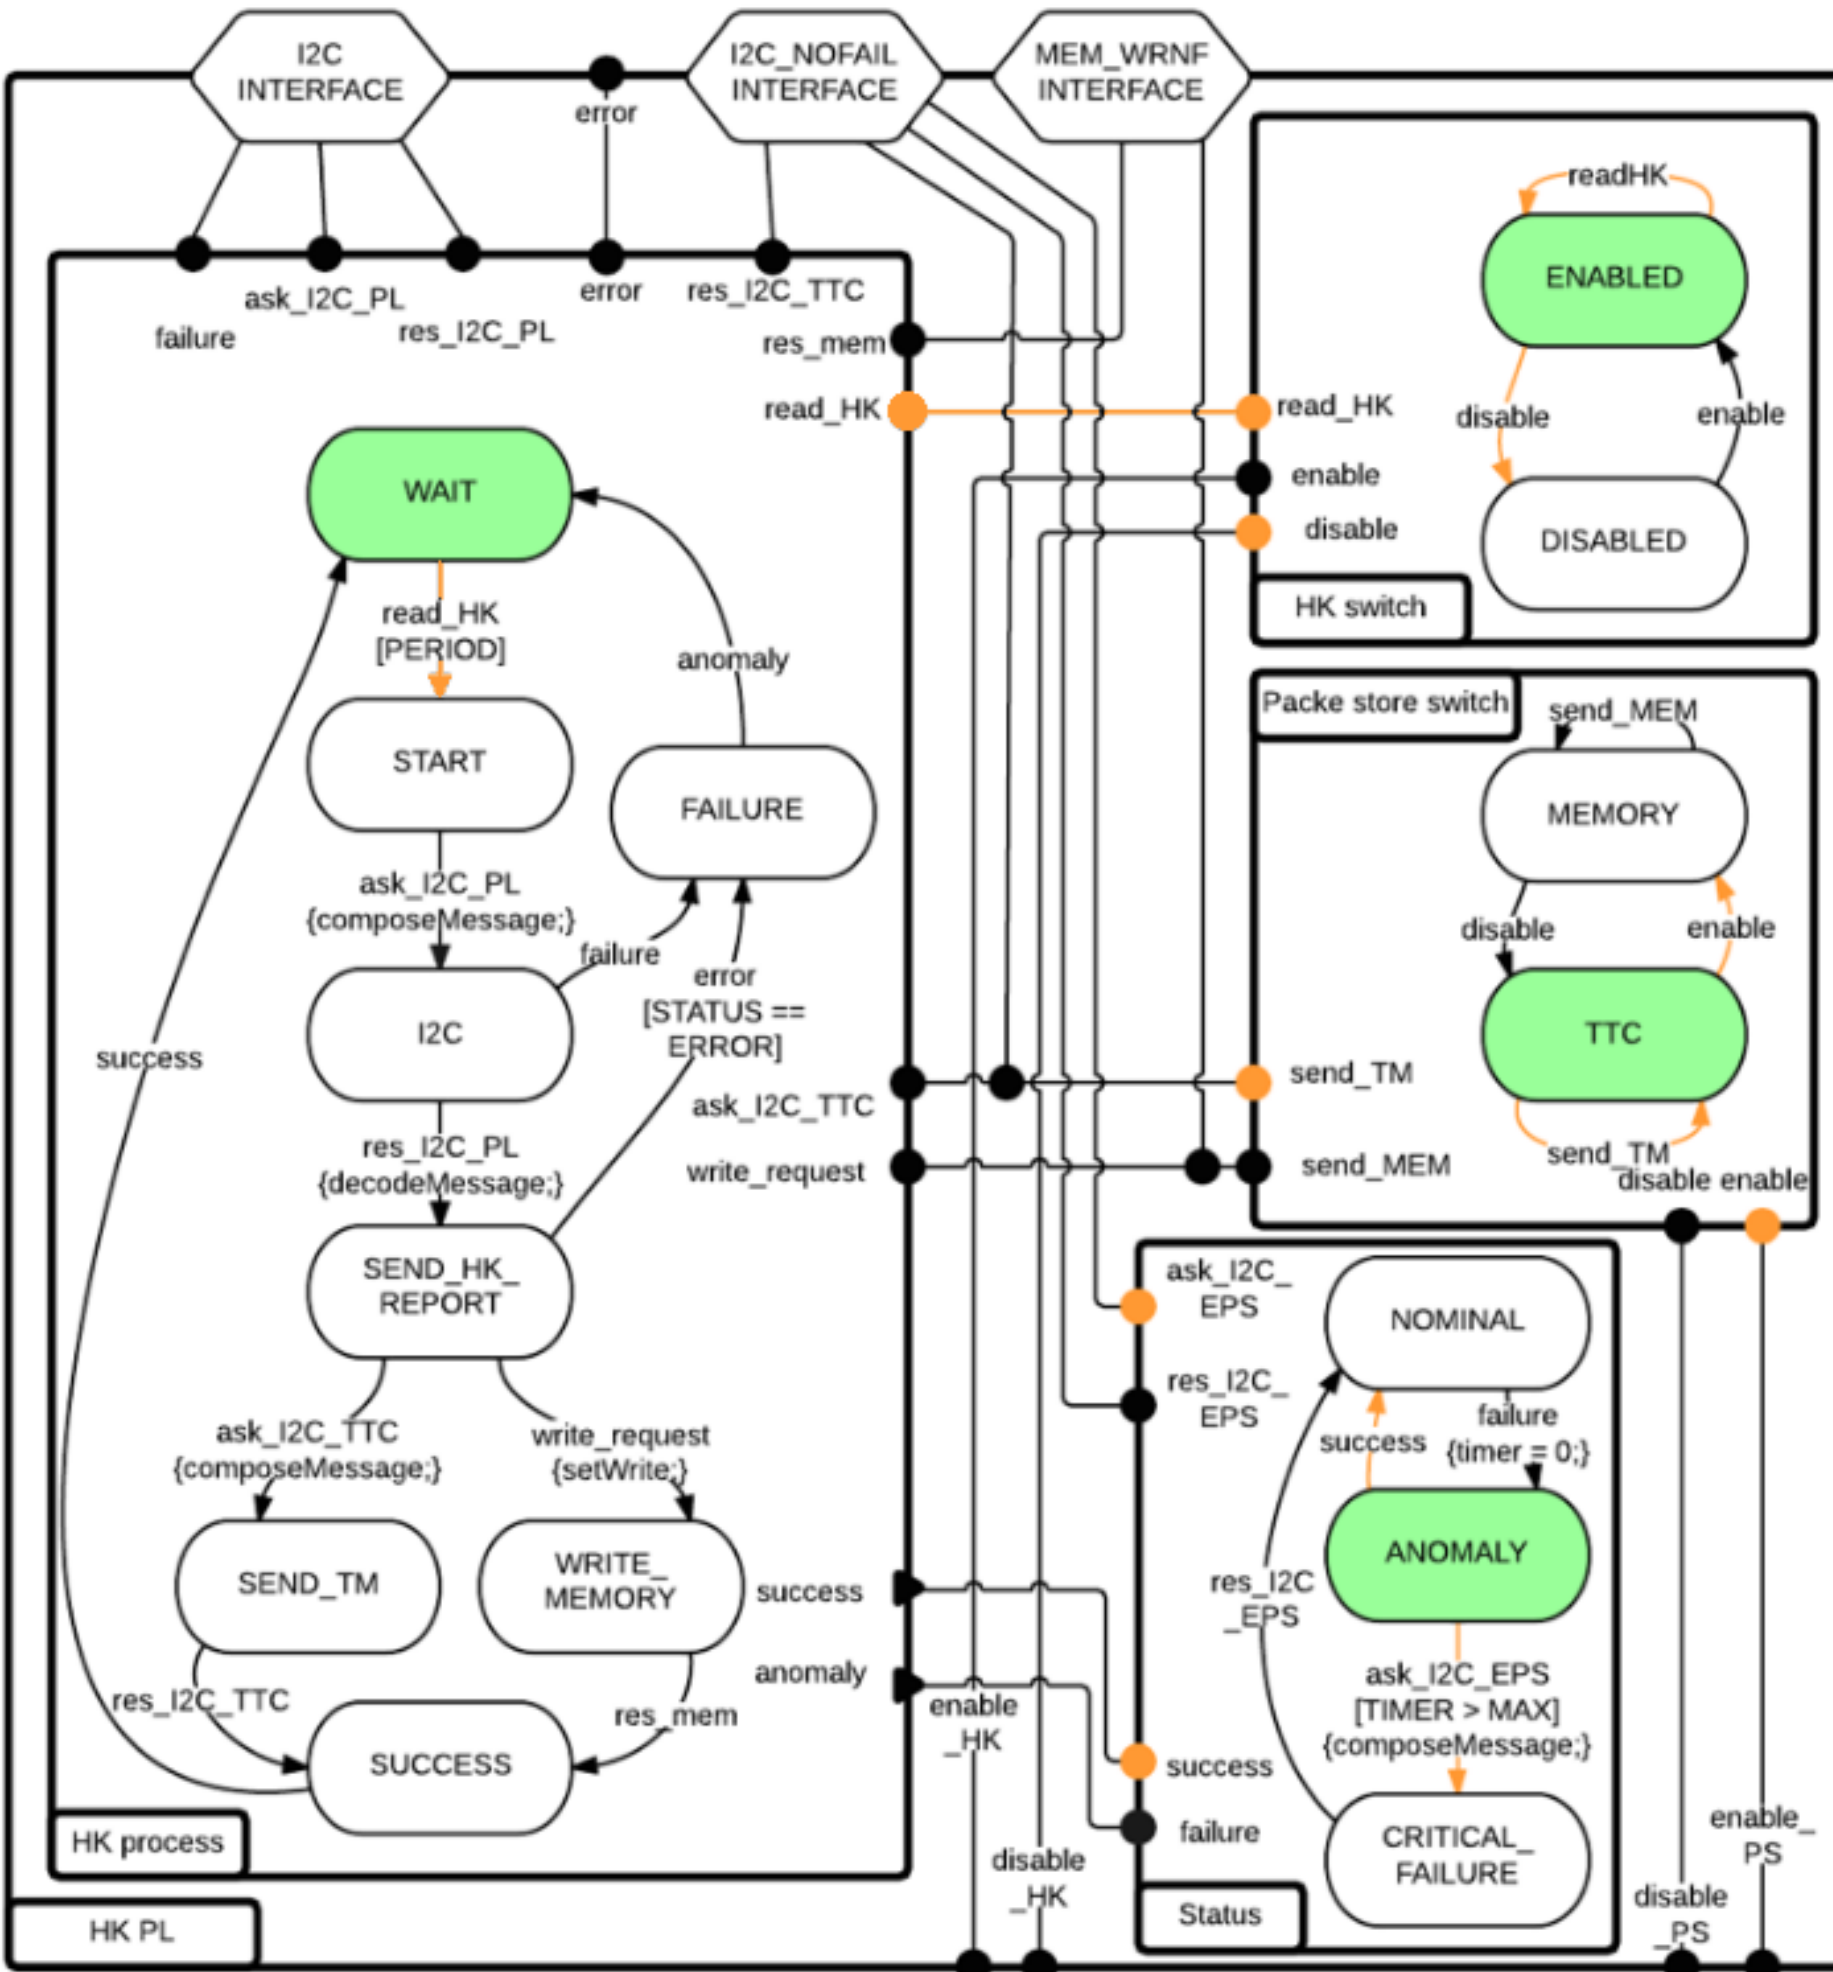 I2C
INTERFACE
error
I2C_NOFAIL
INTERFACE
MEM_WRNF
INTERFACE
failure
ask_I2C_PL
res_I2C_PL
error
res_I2C_TTC
res_mem
read_HK
WAIT
read_HK
[PERIOD]
START
anomaly
FAILURE
ask_I2C_PL
{composeMessage;}
failure
error
[STATUS ==
ERROR]
I2C
success
res_I2C_PL
{decodeMessage;}
ask_I2C_TTC
write_request
SEND_HK_
REPORT
ask_I2C_TTC
{composeMessage;}
write_request
{setWrite;}
SEND_TM
WRITE_
MEMORY
success
anomaly
res_I2C_TTC
res_mem
SUCCESS
HK process
HK PL
enable
_HK
disable
_HK
readHK
ENABLED
read_HK
disable
enable
enable
disable
DISABLED
HK switch
Packe store switch
send_MEM
MEMORY
disable
enable
TTC
send_TM
send_TM
disable enable
send_MEM
ask_I2C_
EPS
NOMINAL
res_I2C_
EPS
failure
{timer = 0;}
success
ANOMALY
res_I2C
_EPS
ask_I2C_EPS
[TIMER > MAX]
{composeMessage;}
success
failure
CRITICAL_
FAILURE
Status
disable
_PS
enable_
PS